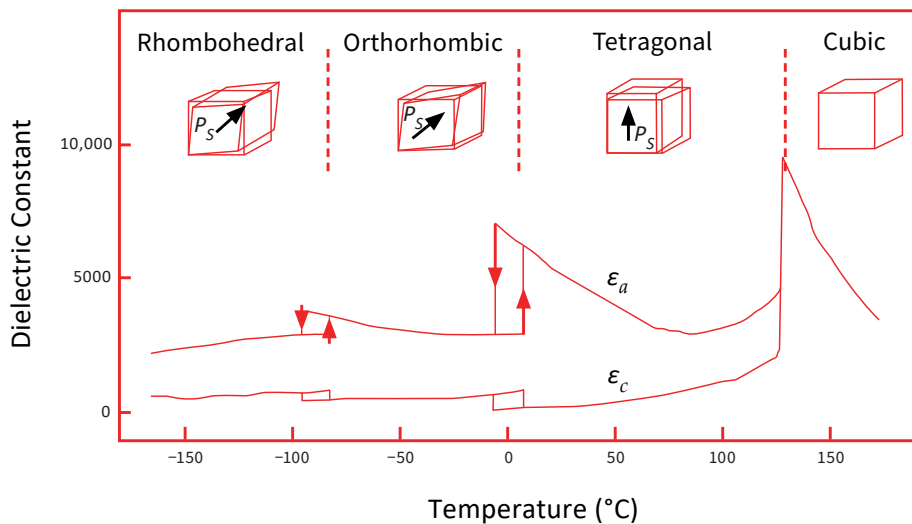 Rhombohedral Orthorhombic Tetragonal Cubic
P_S P_S P_S
10,000
5000
0
Dielectric Constant
ε_a
ε_c
−150 −100 −50 0 50 100 150
Temperature (°C)